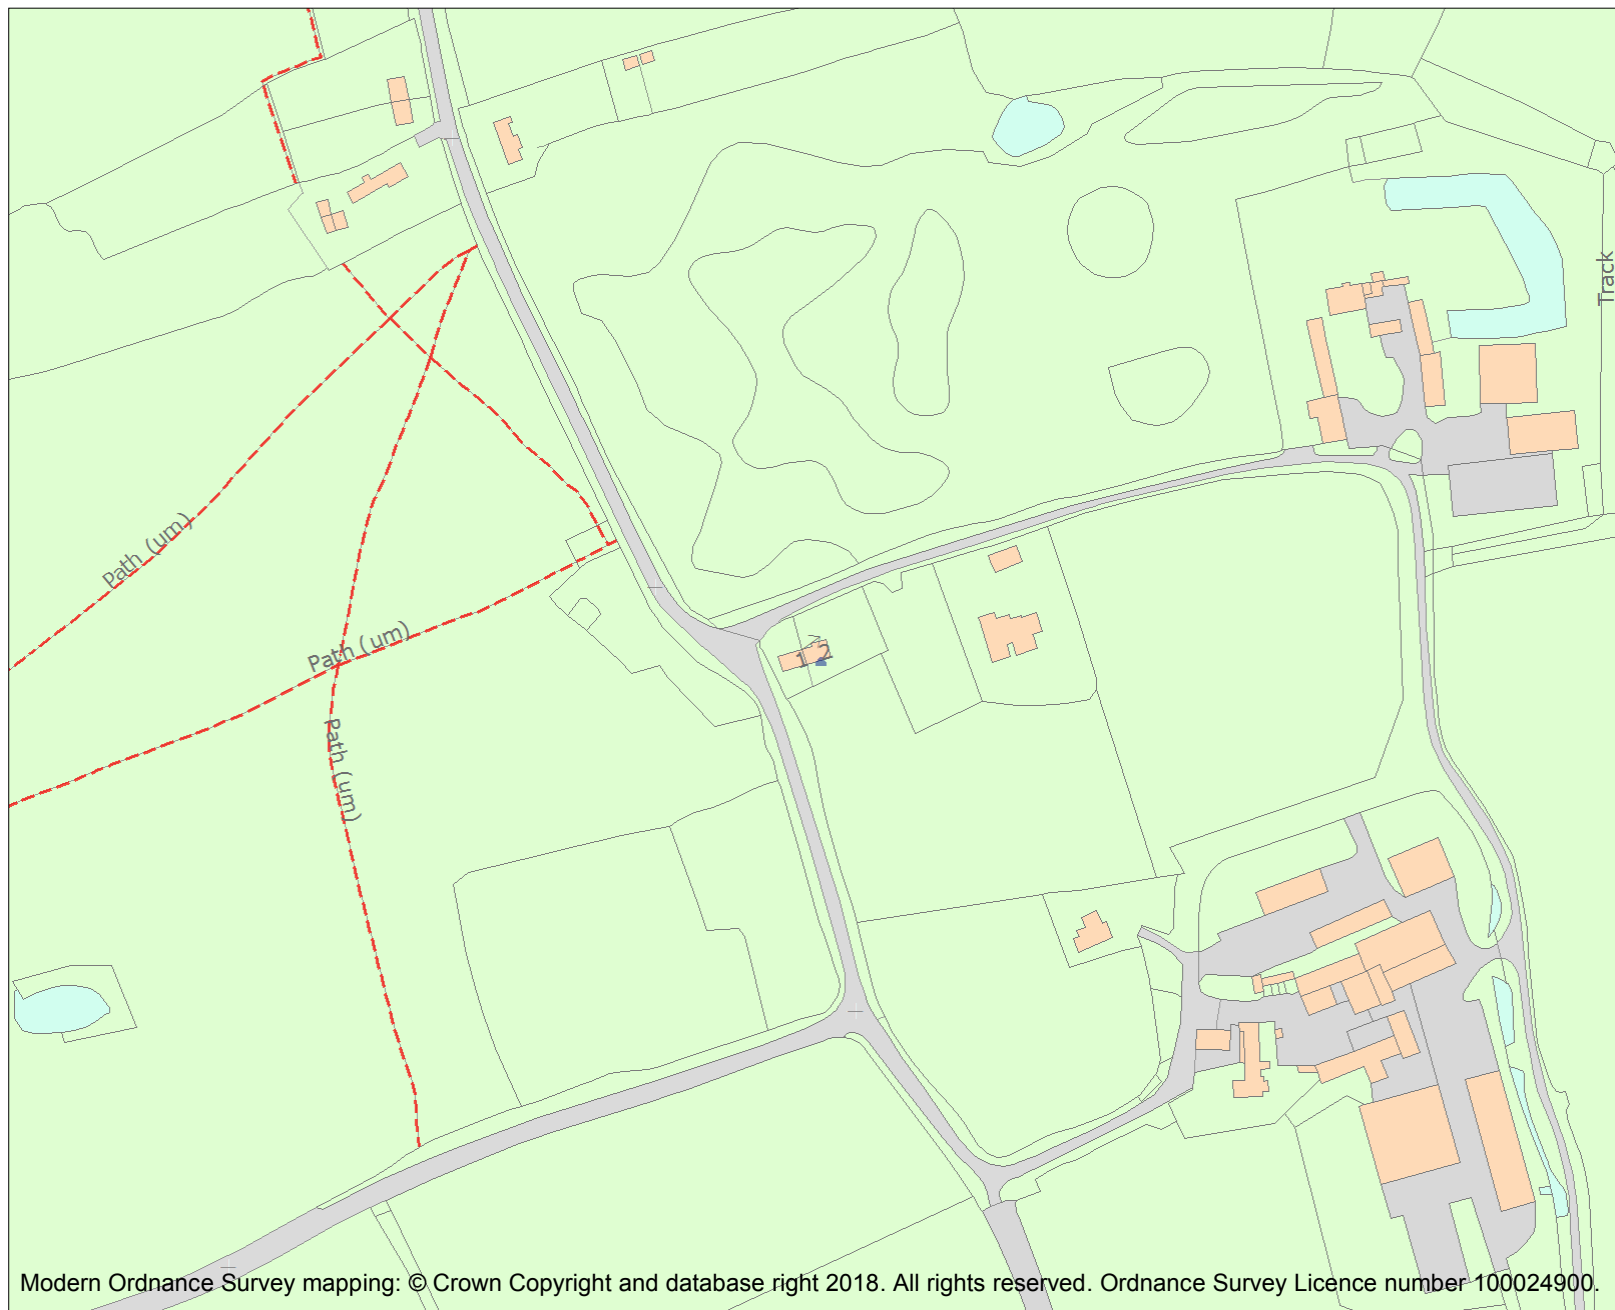 Track
Path (um)
Path (um)
1 2
Path (um)
Modern Ordnance Survey mapping: © Crown Copyright and database right 2018. All rights reserved. Ordnance Survey Licence number 100024900.